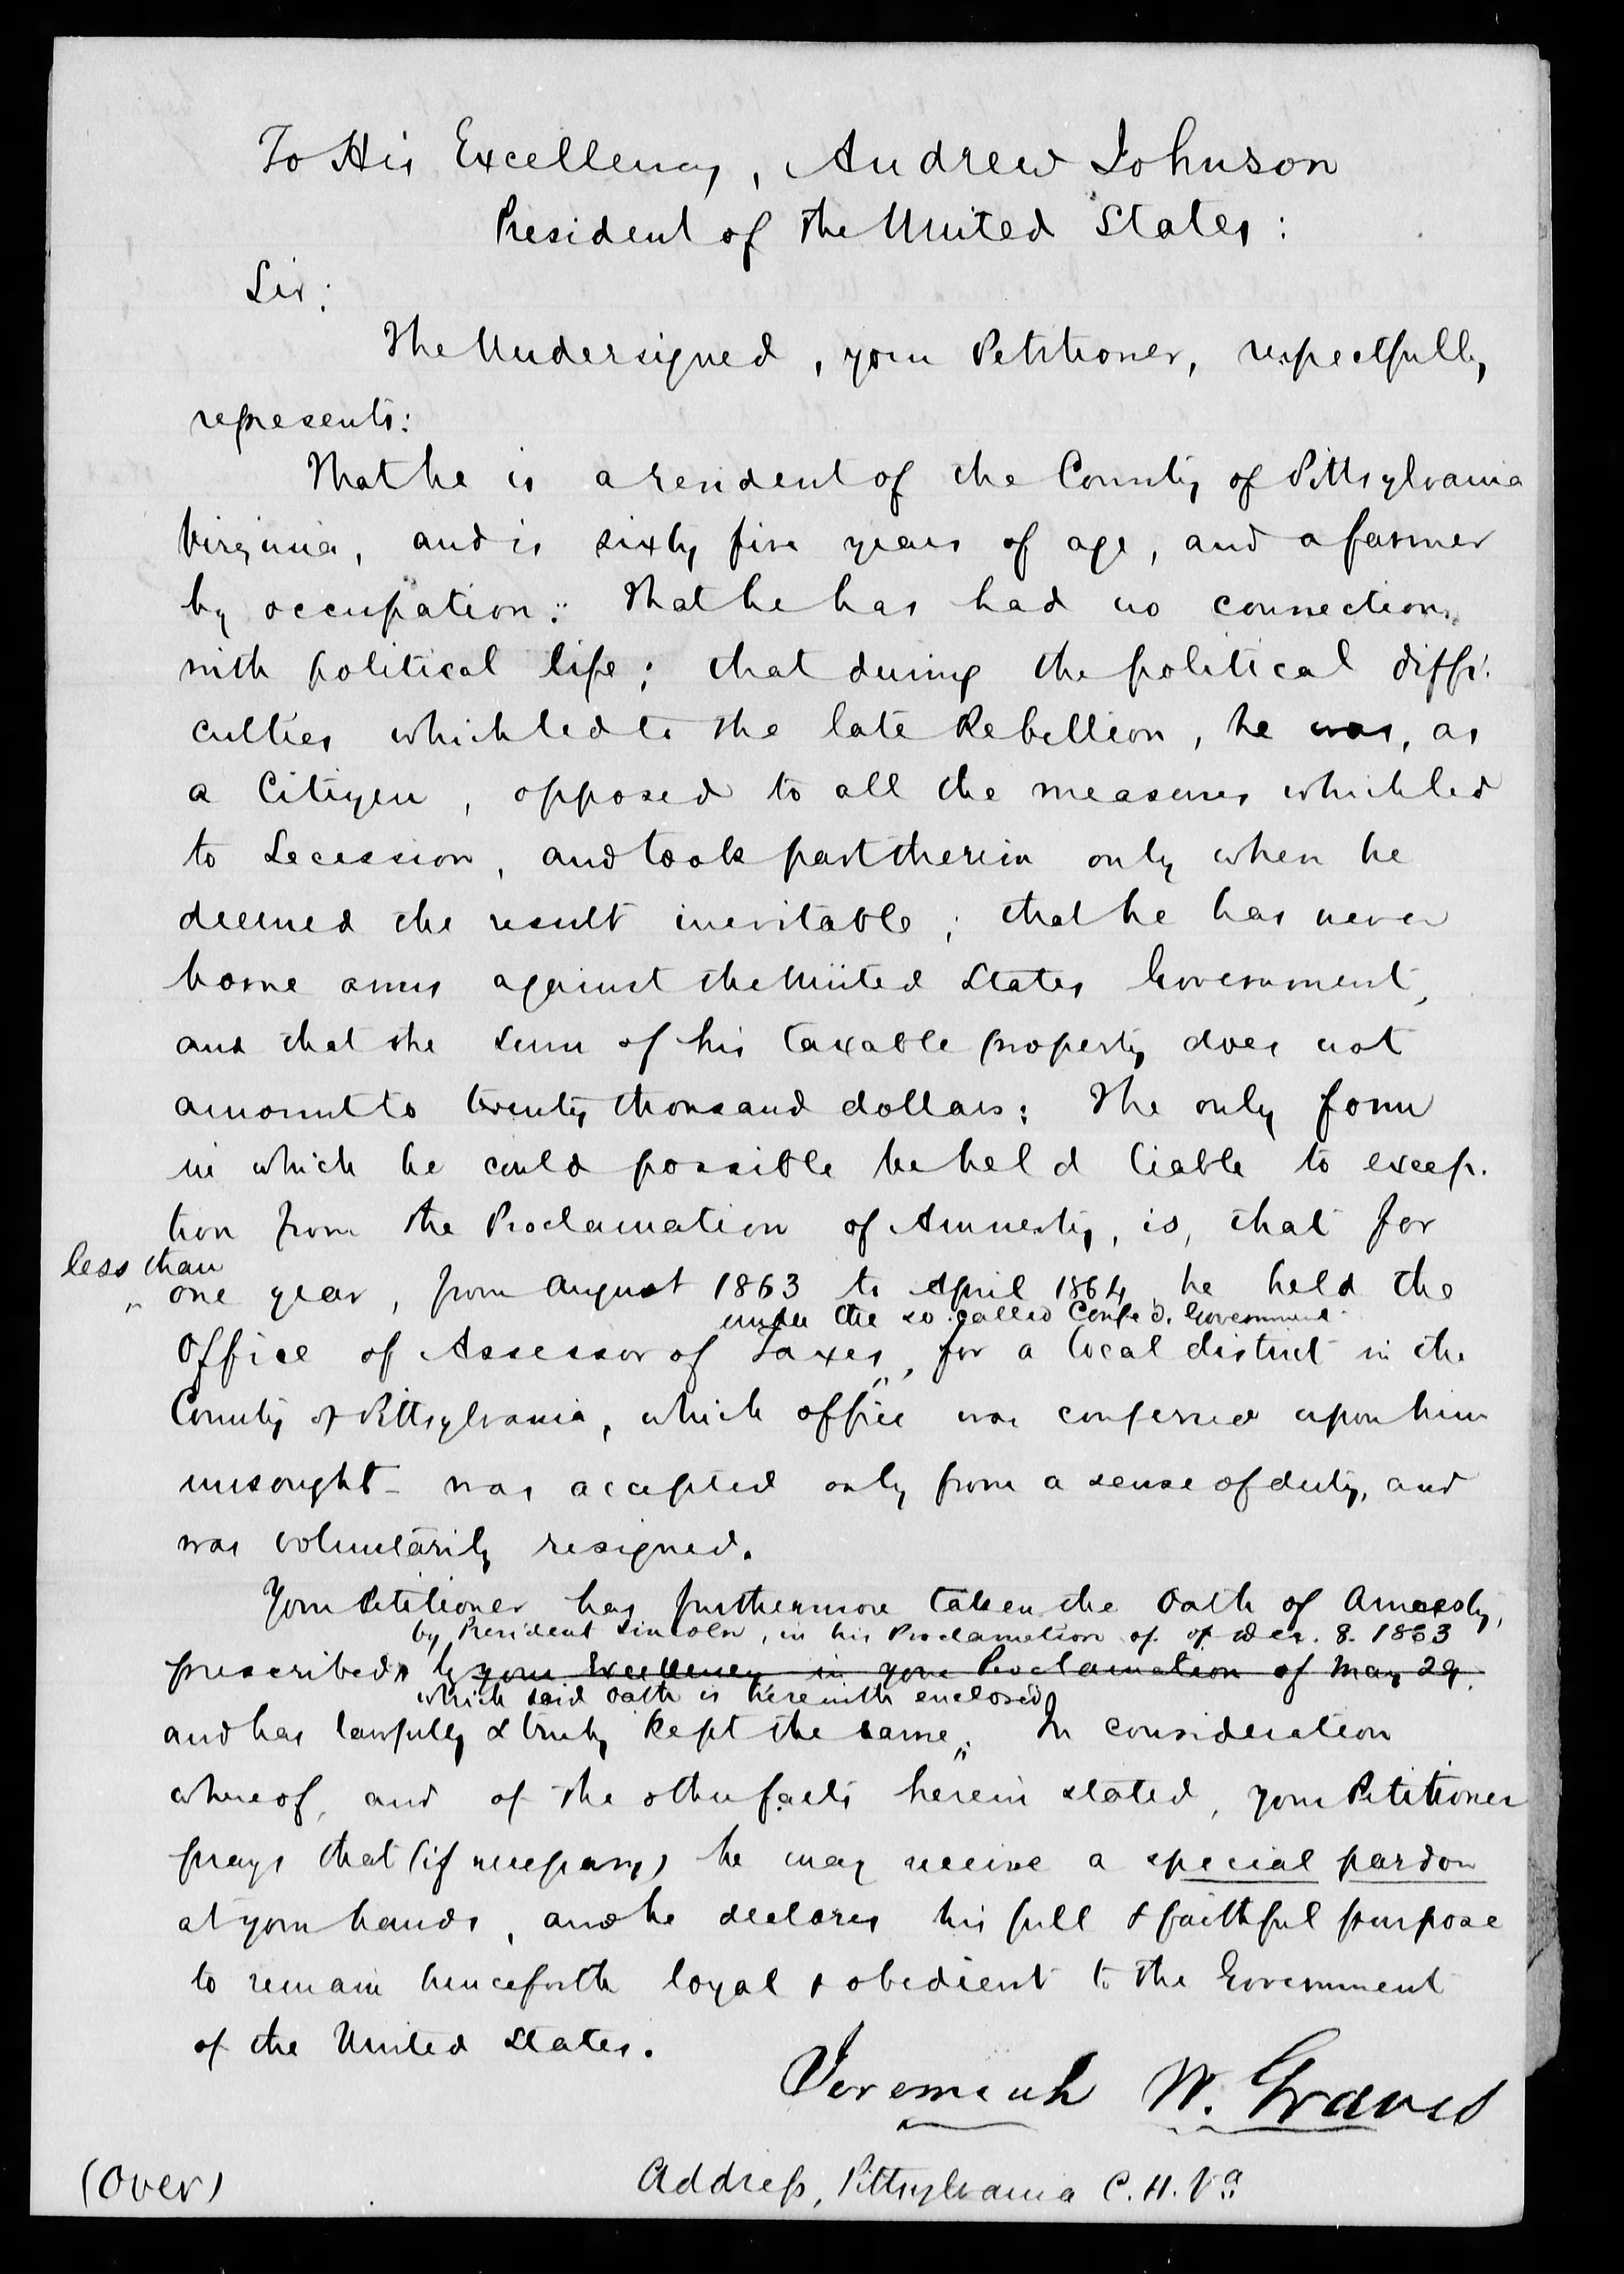 To His Excellency, Andrew Johnson
President of the United States:
Sir:
The Undersigned, your Petitioner, respectfully,
represents:
That he is a resident of the County of Pittsylvania
Virginia, and is sixty five years of age, and a farmer
by occupation: That he has had no connection
with political life; that during the political diffi-
culties which led to the late Rebellion, he was, as
a Citizen, opposed to all the measures which led
to Secession, and took part therein only when he
deemed the result inevitable; that he has never
borne arms against the United States Government,
and that the sum of his taxable property does not
amount to twenty thousand dollars: The only form
in which he could possible be held liable to excep-
tion from the Proclamation of Amnesty, is, that for
less than
one year, from August 1863 to April 1864, he held the
under the so-called Confed. Government
Office of Assessor of Taxes, for a local district in the
County of Pittsylvania, which office was conferred upon him
unsought - was accepted only from a sense of duty, and
was voluntarily resigned.
Your Petitioner has furthermore taken the Oath of Amnesty,
by President Lincoln, in his Proclamation of of Dec. 8. 1863
prescribed by your Excellency in your Proclamation of May 29.
which said oath is herewith enclosed
and has lawfully & truly kept the same. In consideration
whereof, and of the other facts herein stated, your Petitioner
prays that (if necessary) he may receive a special pardon
at your hands, and he declares his full & faithful purpose
to remain henceforth loyal & obedient to the Government
of the United States.
Jeremiah W. Graves
(Over)
Address, Pittsylvania C. H. Va